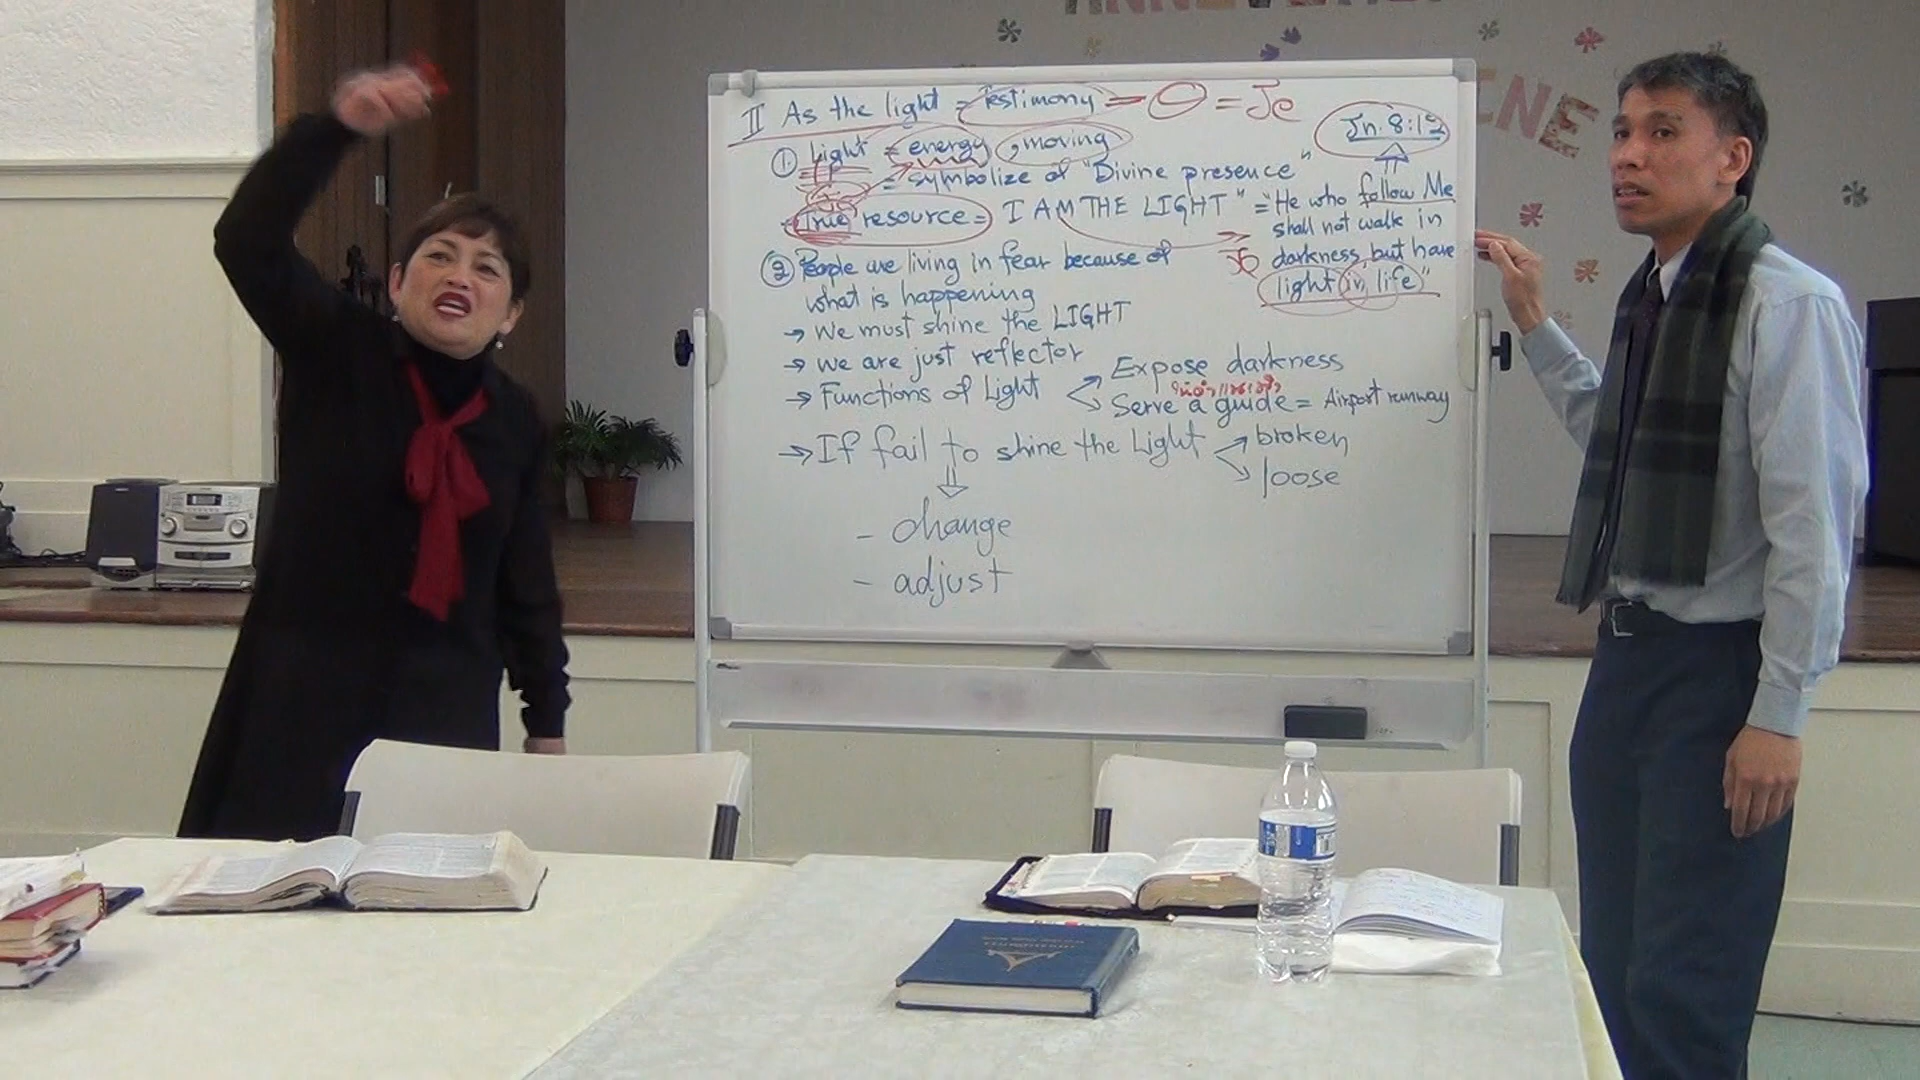 II As the light = Testimony = = Je
① Light = energy, moving
= symbolize of "Divine presence"
- True resource = I AM THE LIGHT" = "He who follow Me
shall not walk in
darkness, but have
light in life"
Jn. 8:12
② People are living in fear because of
what is happening
→ We must shine the LIGHT
→ we are just reflector
→ Functions of Light
Expose darkness
Serve a guide = Airport runway
→ If fail to shine the Light
broken
loose
- change
- adjust